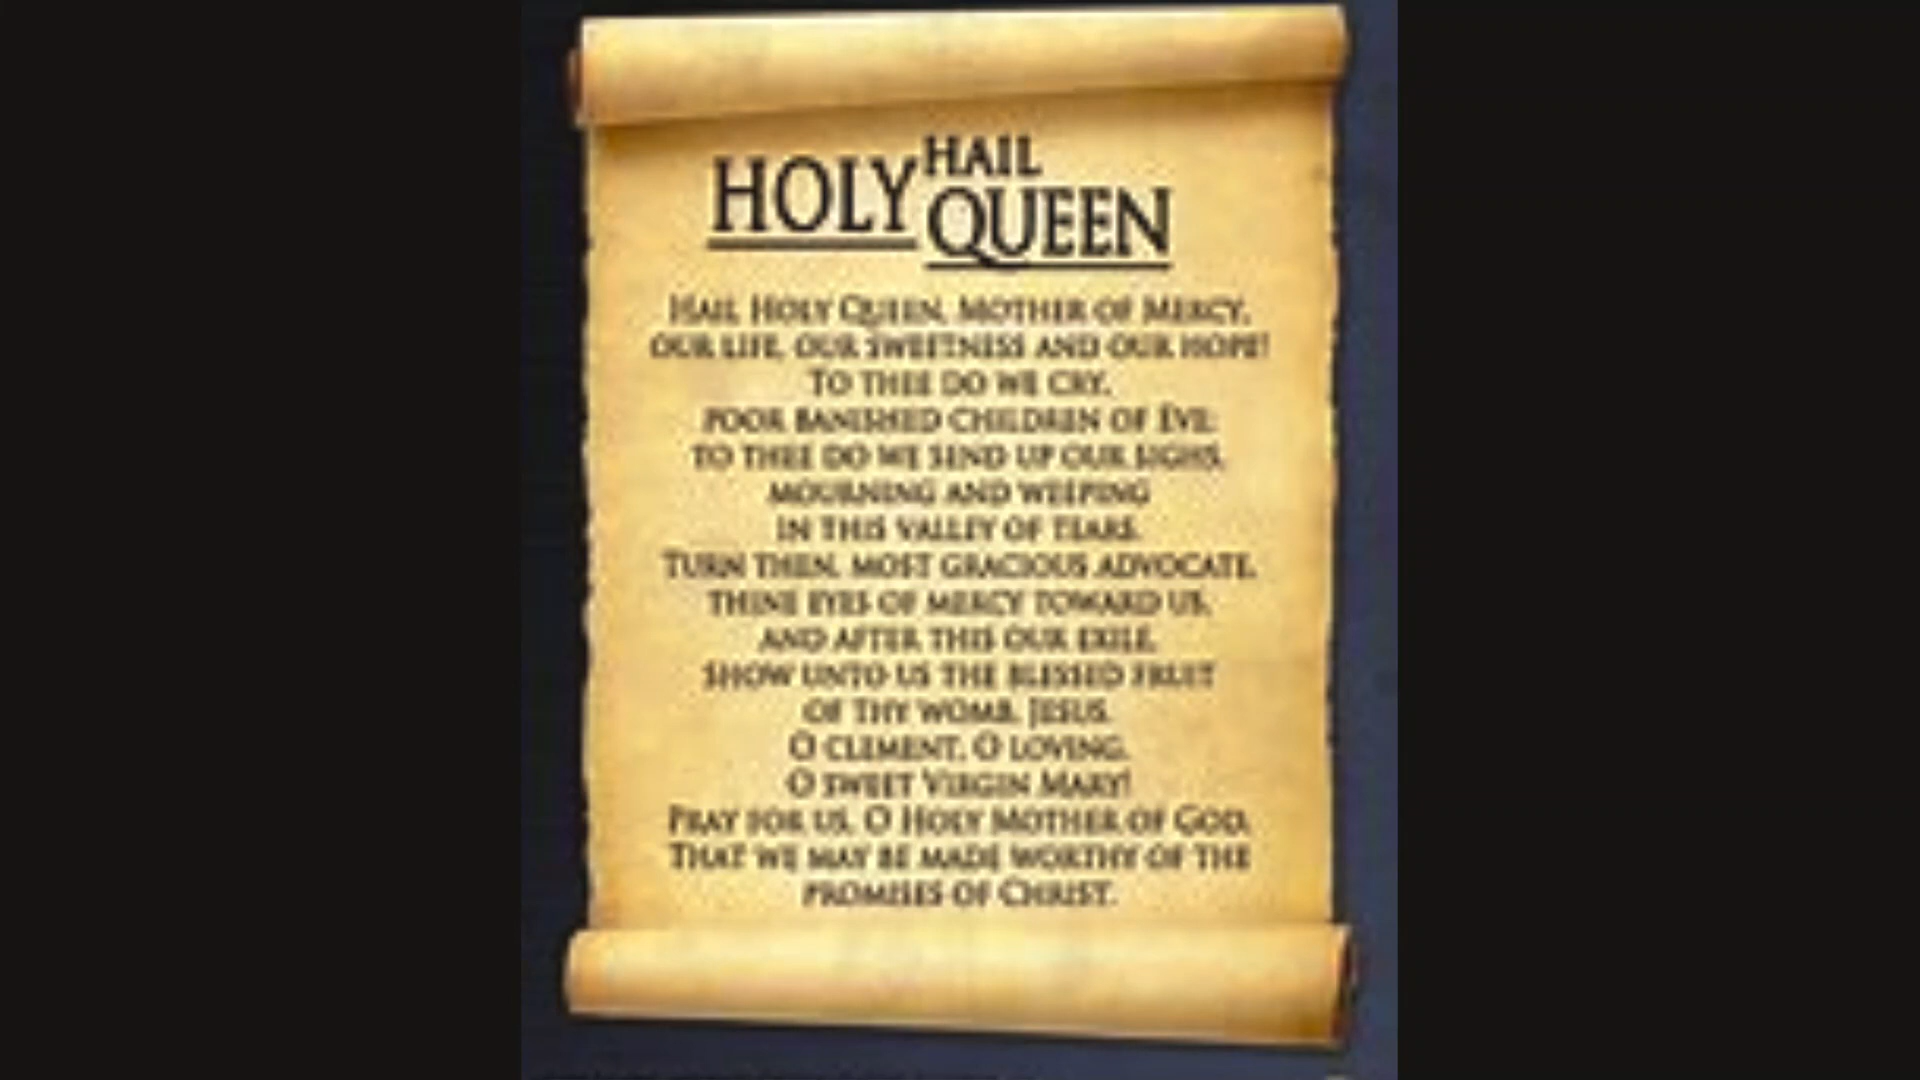 HAIL
HOLY QUEEN
HAIL HOLY QUEEN, MOTHER OF MERCY,
OUR LIFE, OUR SWEETNESS AND OUR HOPE!
TO THEE DO WE CRY,
POOR BANISHED CHILDREN OF EVE;
TO THEE DO WE SEND UP OUR SIGHS,
MOURNING AND WEEPING
IN THIS VALLEY OF TEARS.
TURN THEN, MOST GRACIOUS ADVOCATE,
THINE EYES OF MERCY TOWARD US,
AND AFTER THIS OUR EXILE,
SHOW UNTO US THE BLESSED FRUIT
OF THY WOMB, JESUS.
O CLEMENT, O LOVING,
O SWEET VIRGIN MARY!
PRAY FOR US, O HOLY MOTHER OF GOD,
THAT WE MAY BE MADE WORTHY OF THE
PROMISES OF CHRIST.